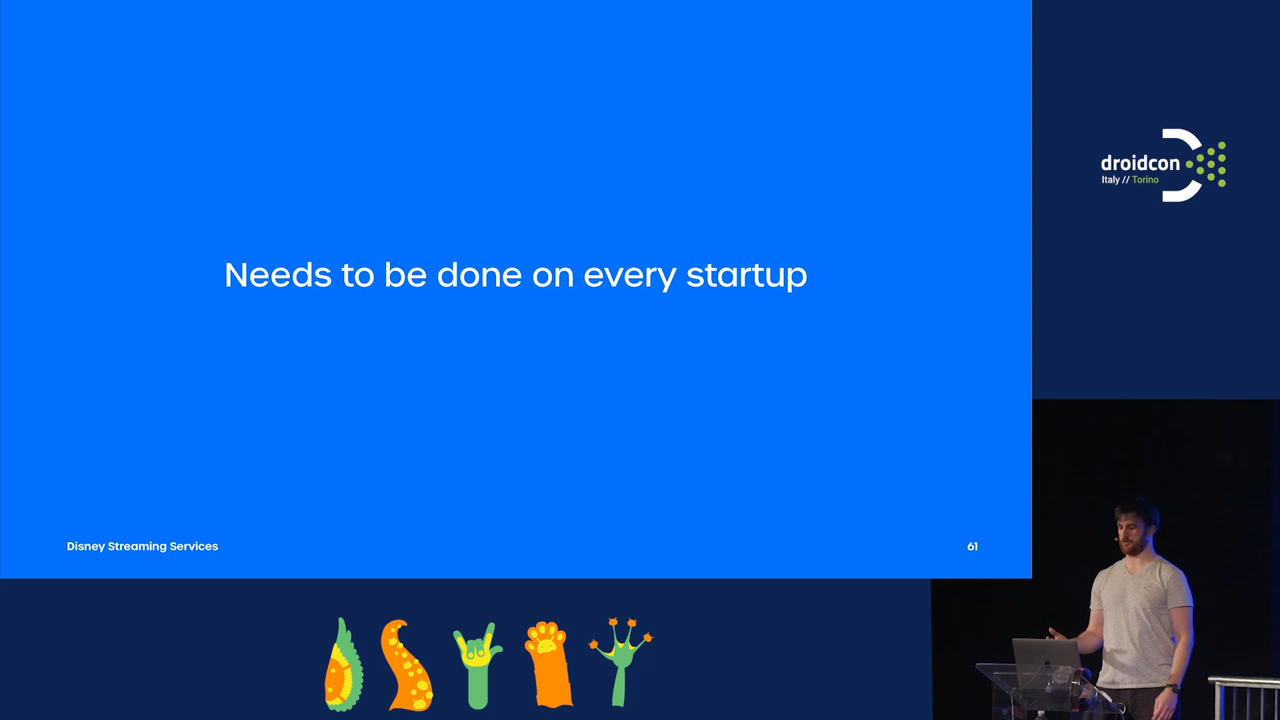 Needs to be done on every startup
Disney Streaming Services
61
droidcon
Italy // Torino